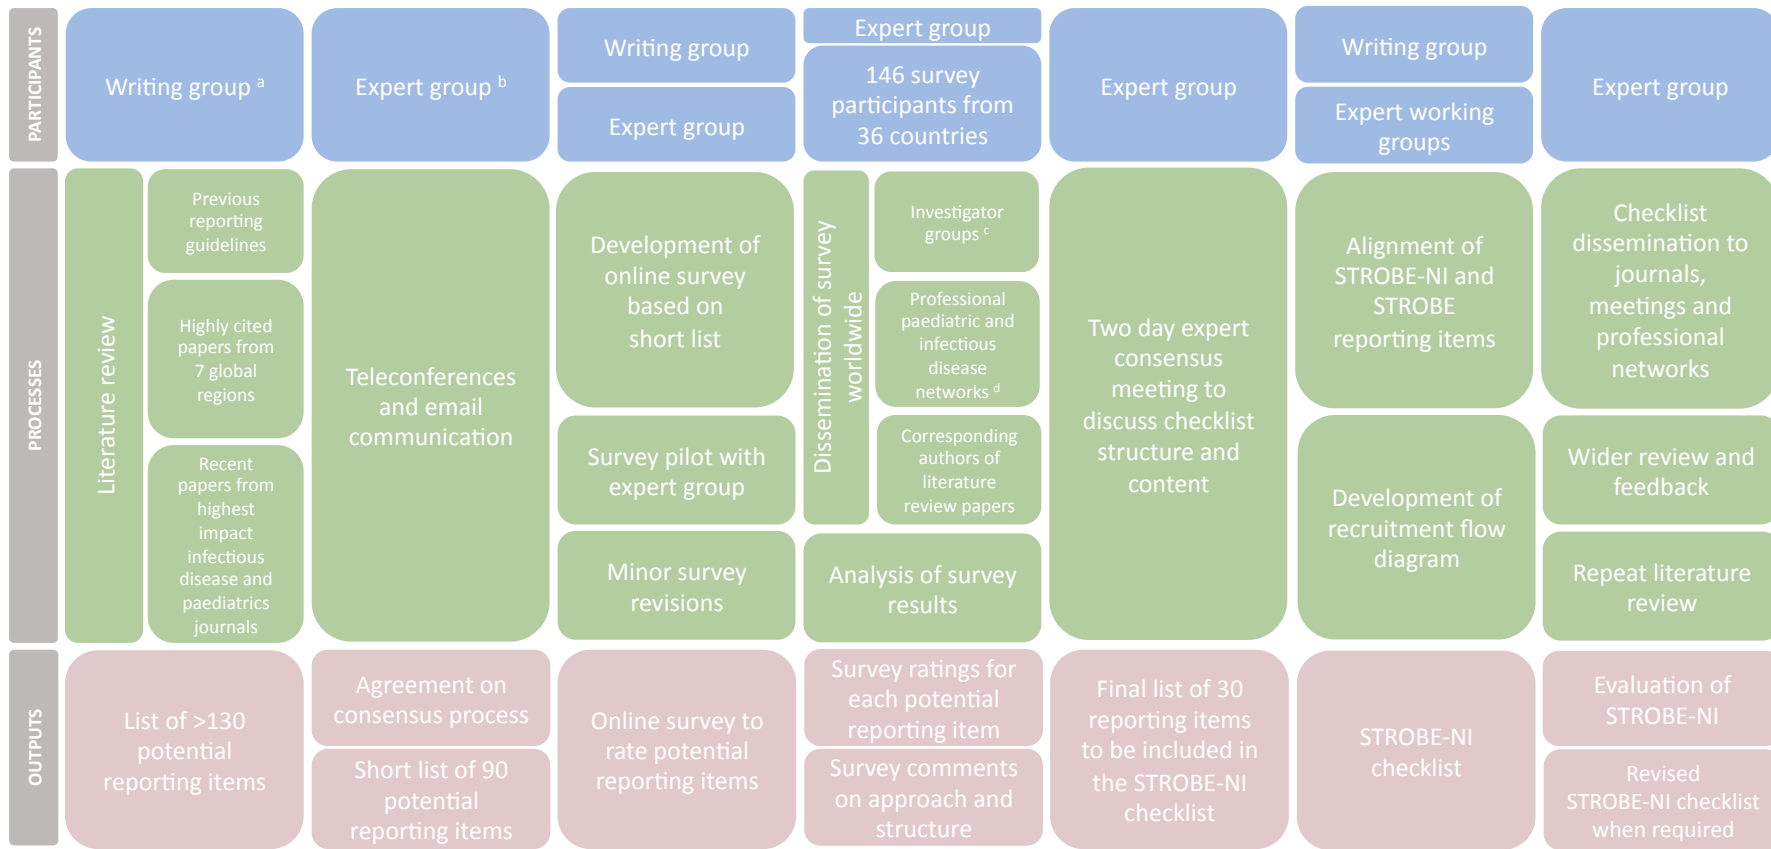 PARTICIPANTS
Writing group a
Expert group b
Writing group
Expert group
Expert group
146 survey
participants from
36 countries
Expert group
Writing group
Expert working
groups
Expert group
PROCESSES
Literature review
Previous
reporting
guidelines
Highly cited
papers from
7 global
regions
Recent
papers from
highest
impact
infectious
disease and
paediatrics
journals
Teleconferences
and email
communication
Development of
online survey
based on
short list
Survey pilot with
expert group
Minor survey
revisions
Dissemination of survey
worldwide
Investigator
groups c
Professional
paediatric and
infectious
disease
networks d
Corresponding
authors of
literature
review papers
Analysis of survey
results
Two day expert
consensus
meeting to
discuss checklist
structure and
content
Alignment of
STROBE-NI and
STROBE
reporting items
Development of
recruitment flow
diagram
Checklist
dissemination to
journals,
meetings and
professional
networks
Wider review and
feedback
Repeat literature
review
OUTPUTS
List of >130
potential
reporting items
Agreement on
consensus process
Short list of 90
potential
reporting items
Online survey to
rate potential
reporting items
Survey ratings for
each potential
reporting item
Survey comments
on approach and
structure
Final list of 30
reporting items
to be included in
the STROBE-NI
checklist
STROBE-NI
checklist
Evaluation of
STROBE-NI
Revised
STROBE-NI checklist
when required